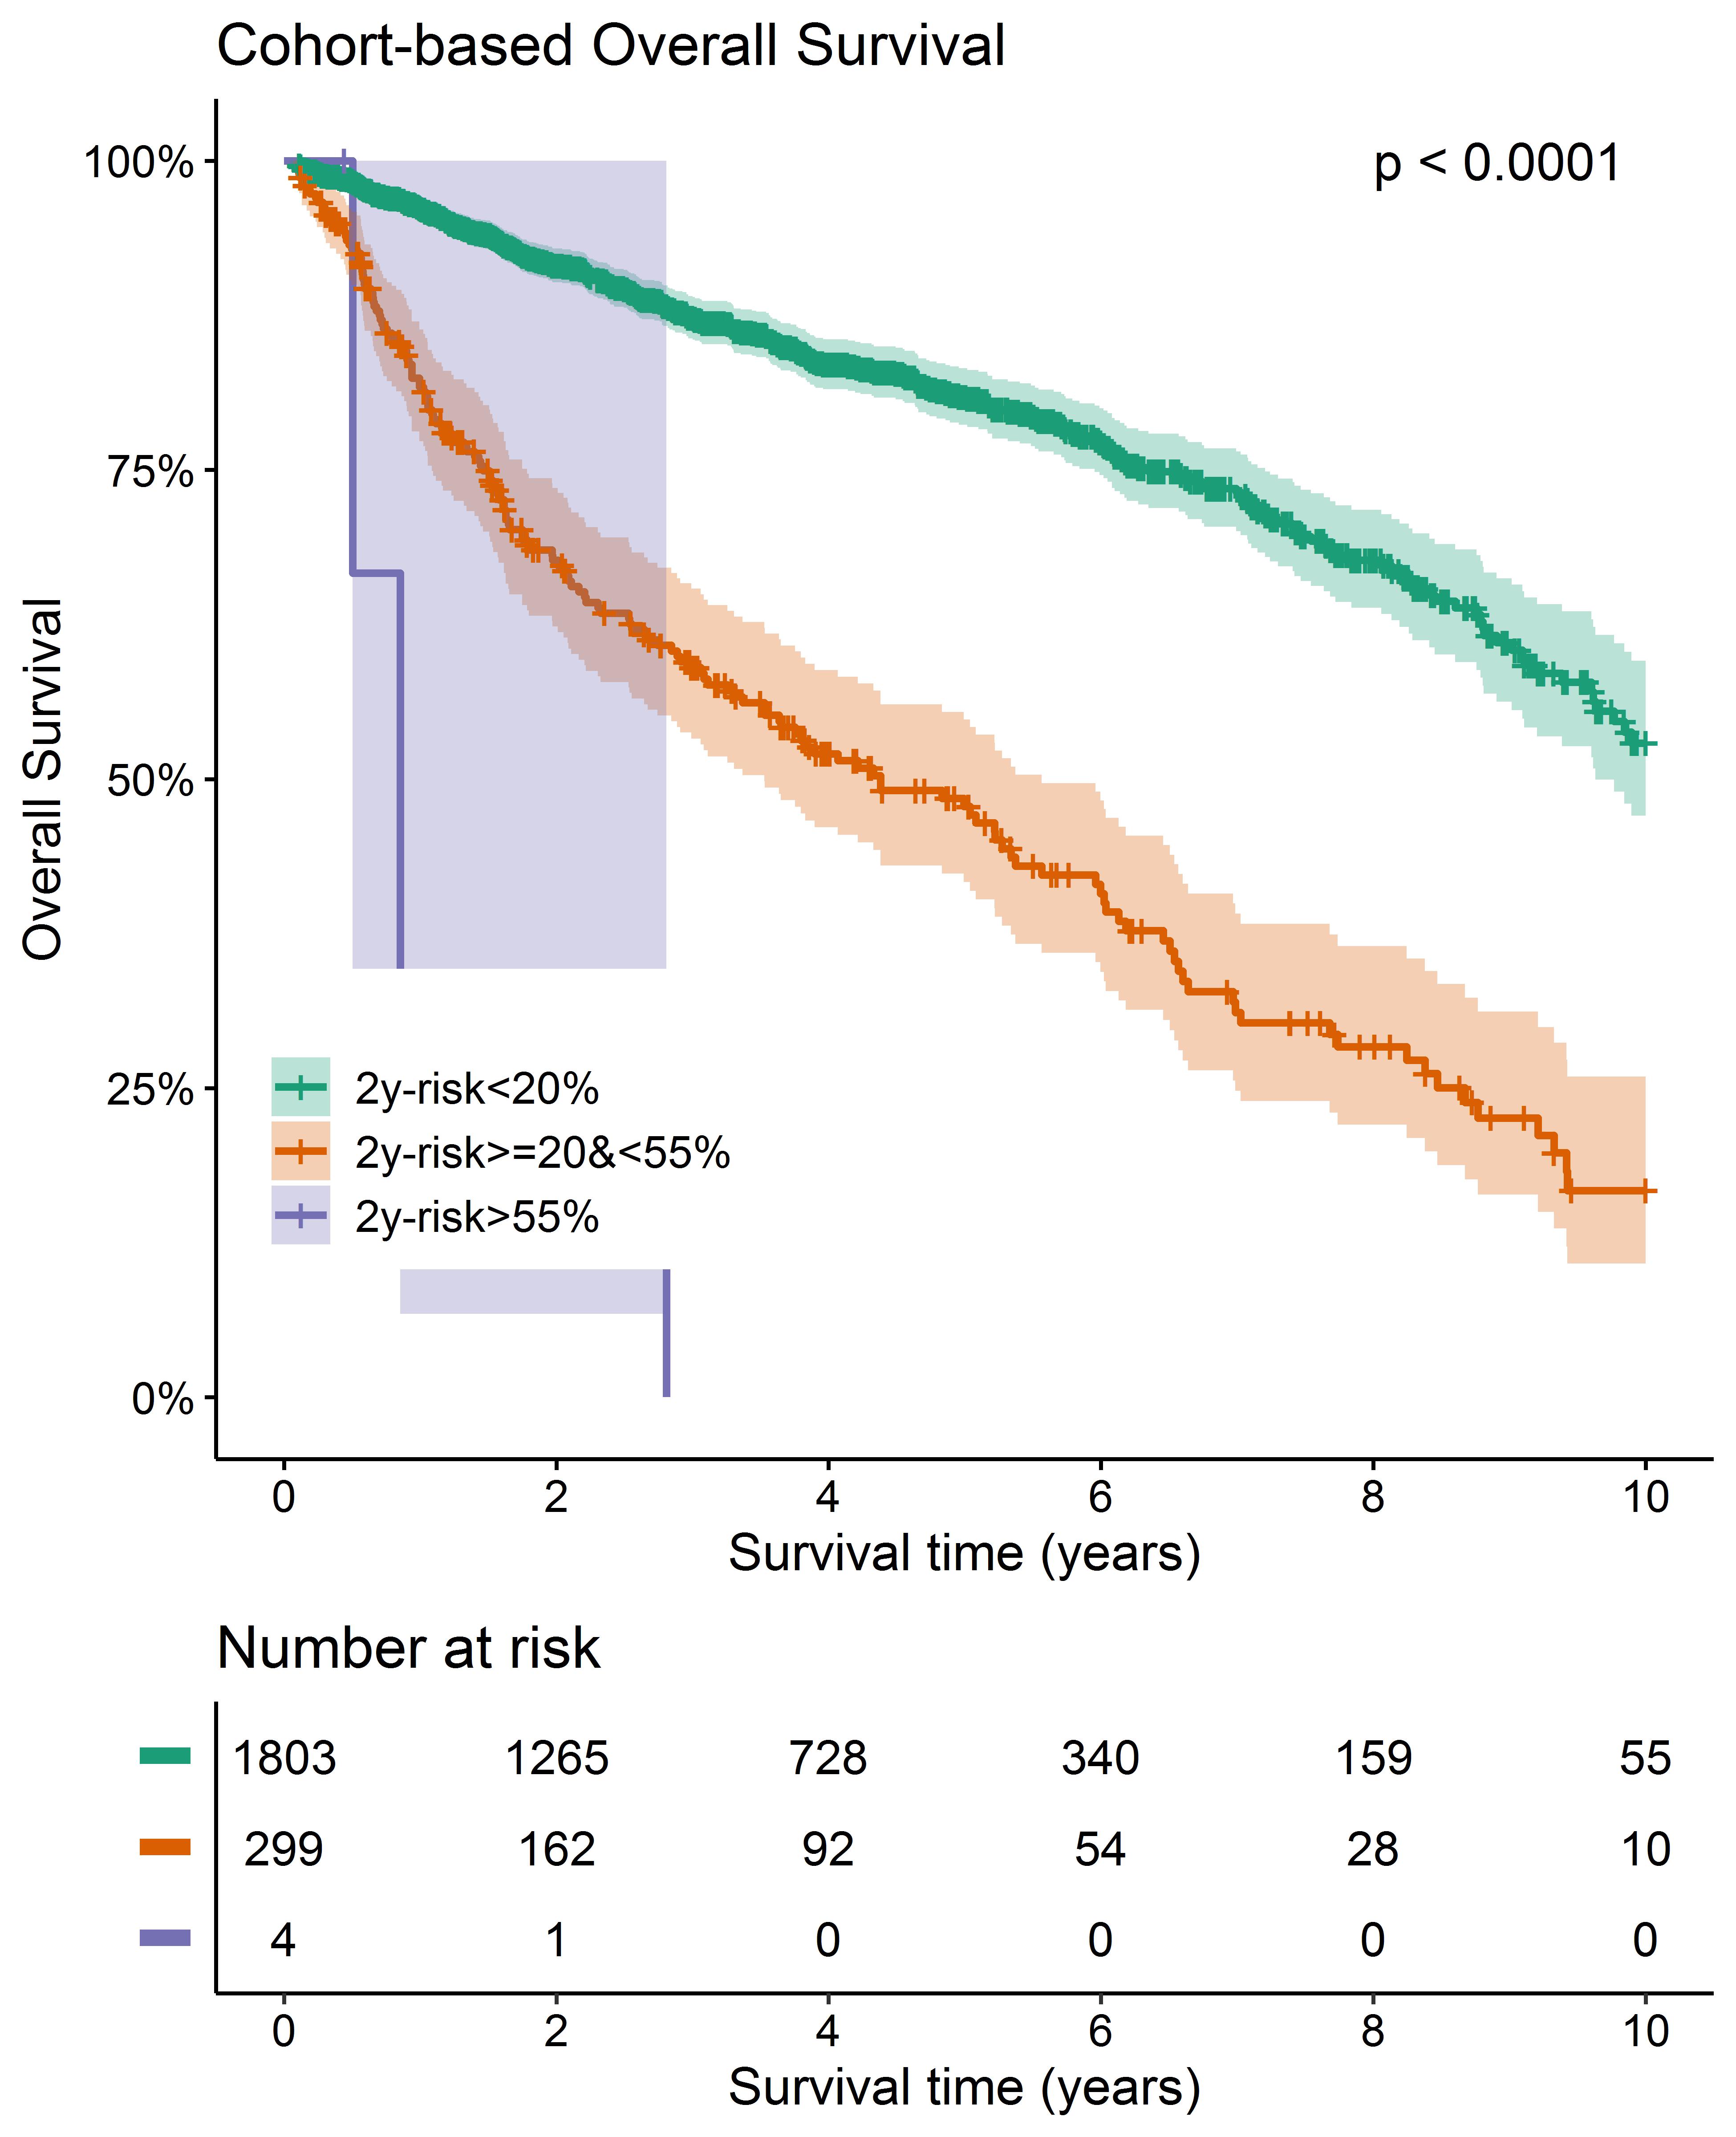 Cohort-based Overall Survival
p < 0.0001
100%
75%
50%
25%
0%
Overall Survival
2y-risk<20%
2y-risk>=20&<55%
2y-risk>55%
0 2 4 6 8 10
Survival time (years)
Number at risk
1803 1265 728 340 159 55
299 162 92 54 28 10
4 1 0 0 0 0
0 2 4 6 8 10
Survival time (years)